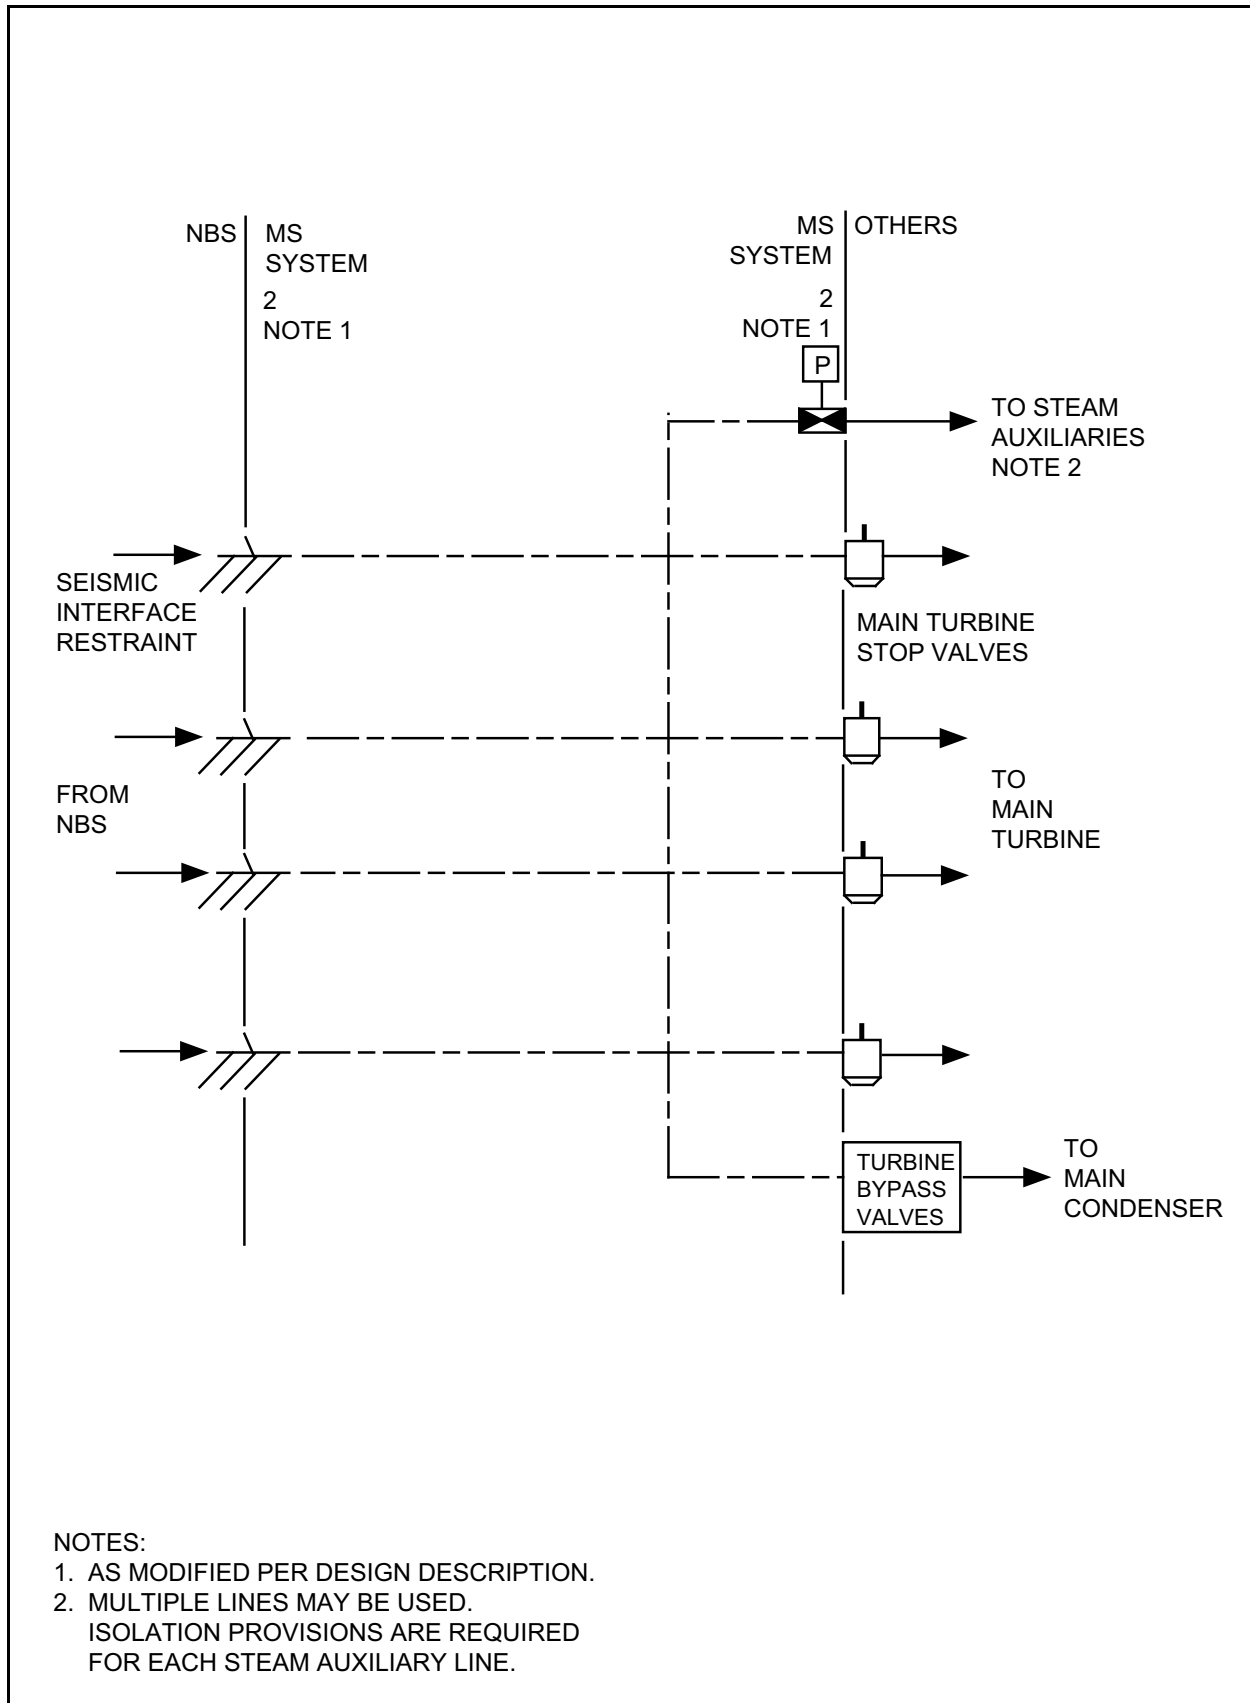 NBS
MS
SYSTEM
2
NOTE 1
MS
SYSTEM
2
NOTE 1
OTHERS
P
TO STEAM
AUXILIARIES
NOTE 2
SEISMIC
INTERFACE
RESTRAINT
MAIN TURBINE
STOP VALVES
FROM
NBS
TO
MAIN
TURBINE
TURBINE
BYPASS
VALVES
TO
MAIN
CONDENSER
NOTES:
1. AS MODIFIED PER DESIGN DESCRIPTION.
2. MULTIPLE LINES MAY BE USED.
ISOLATION PROVISIONS ARE REQUIRED
FOR EACH STEAM AUXILIARY LINE.